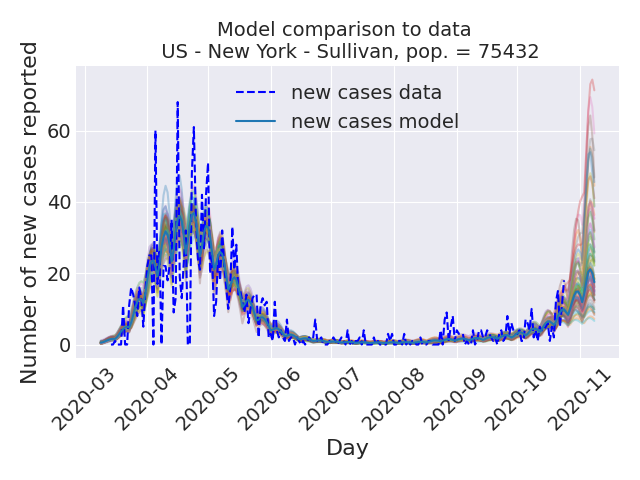 Model comparison to data
US - New York - Sullivan, pop. = 75432
new cases data
new cases model
Number of new cases reported
60
40
20
0
2020-03
2020-04
2020-05
2020-06
2020-07
2020-08
2020-09
2020-10
2020-11
Day